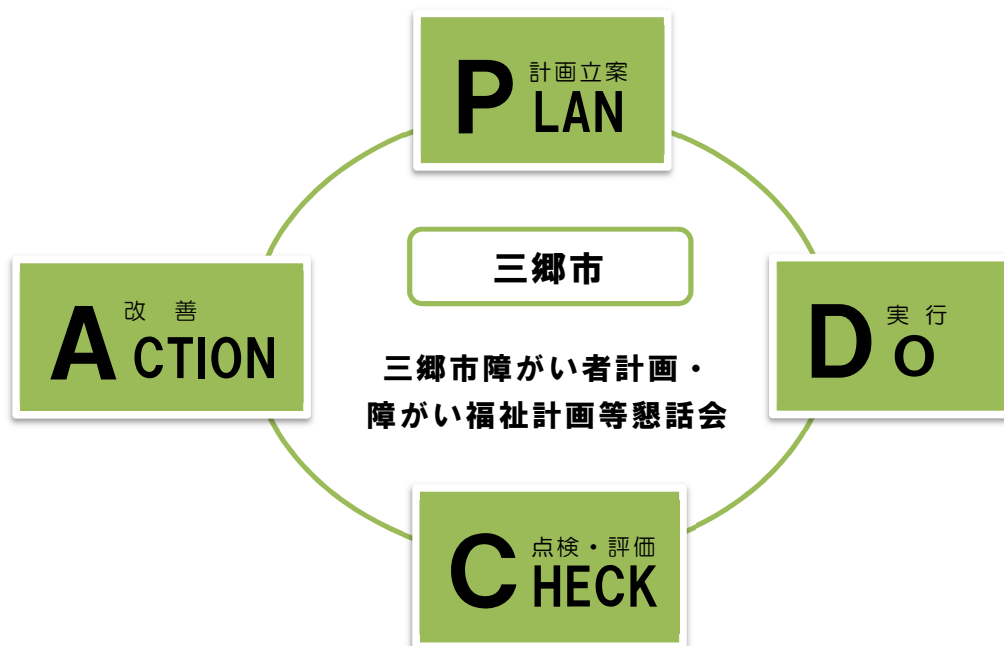 計画立案
PLAN
三郷市
改 善
ACTION
実 行
DO
三郷市障がい者計画・
障がい福祉計画等懇話会
点検・評価
CHECK